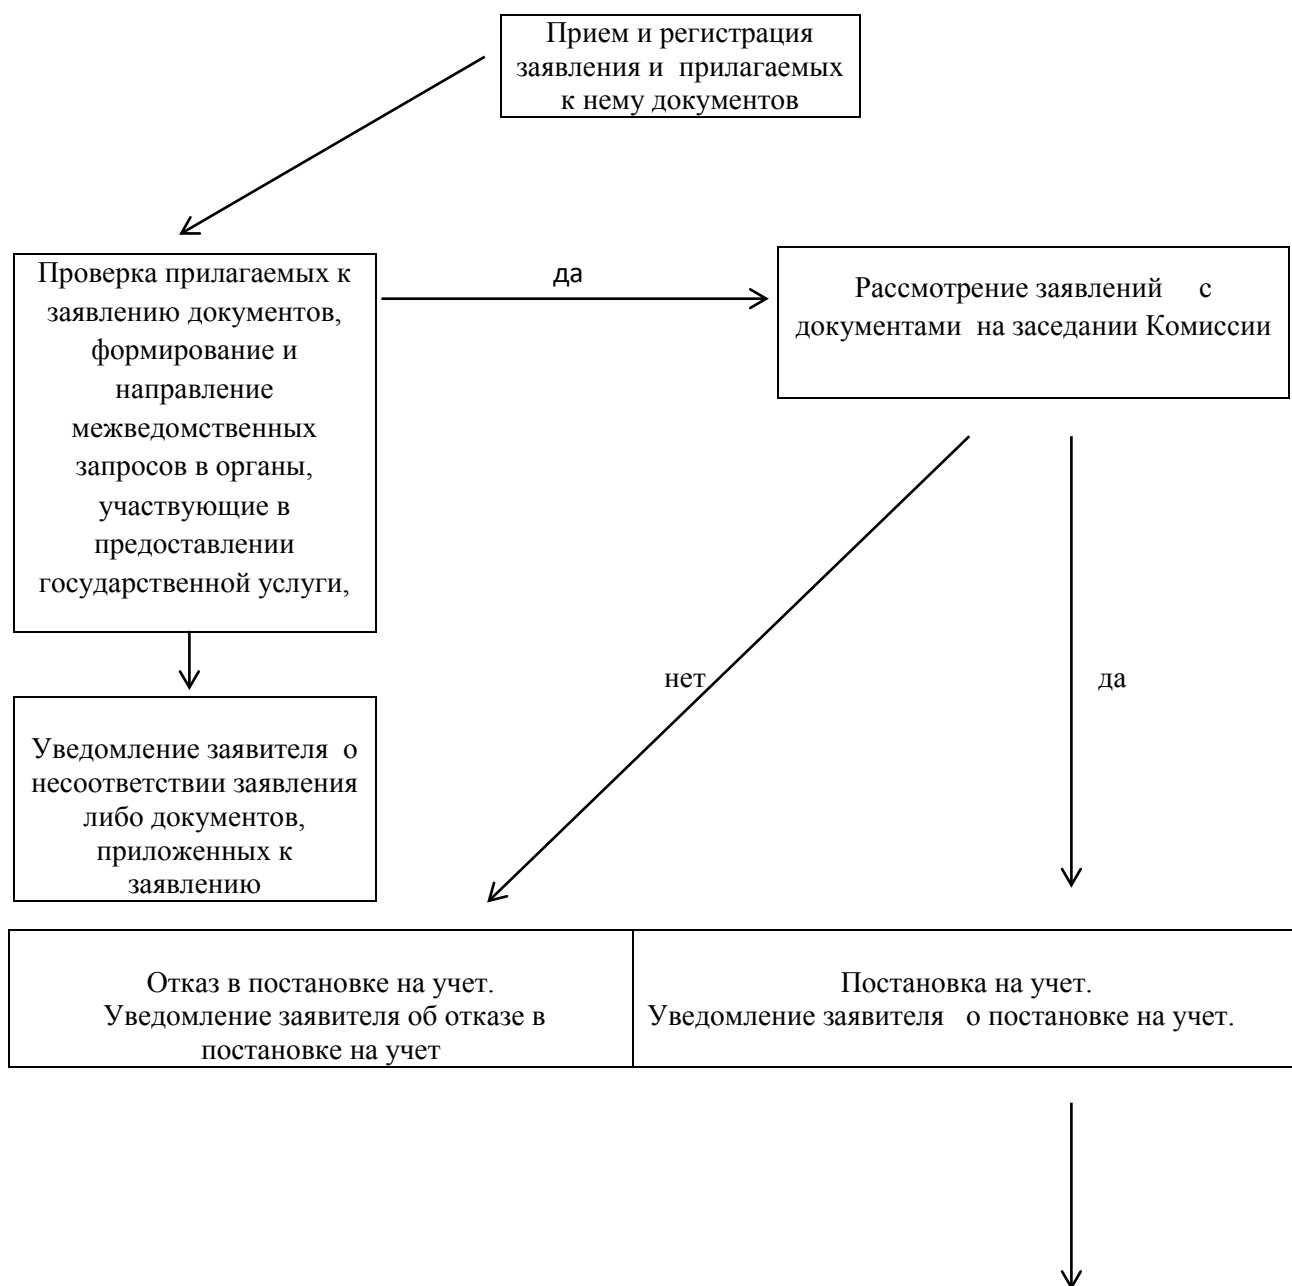 Прием и регистрация
заявления и прилагаемых
к нему документов
Проверка прилагаемых к
заявлению документов,
формирование и
направление
межведомственных
запросов в органы,
участвующие в
предоставлении
государственной услуги,
да
Рассмотрение заявлений с
документами на заседании Комиссии
нет
да
Уведомление заявителя о
несоответствии заявления
либо документов,
приложенных к
заявлению
Отказ в постановке на учет.
Уведомление заявителя об отказе в
постановке на учет
Постановка на учет.
Уведомление заявителя о постановке на учет.